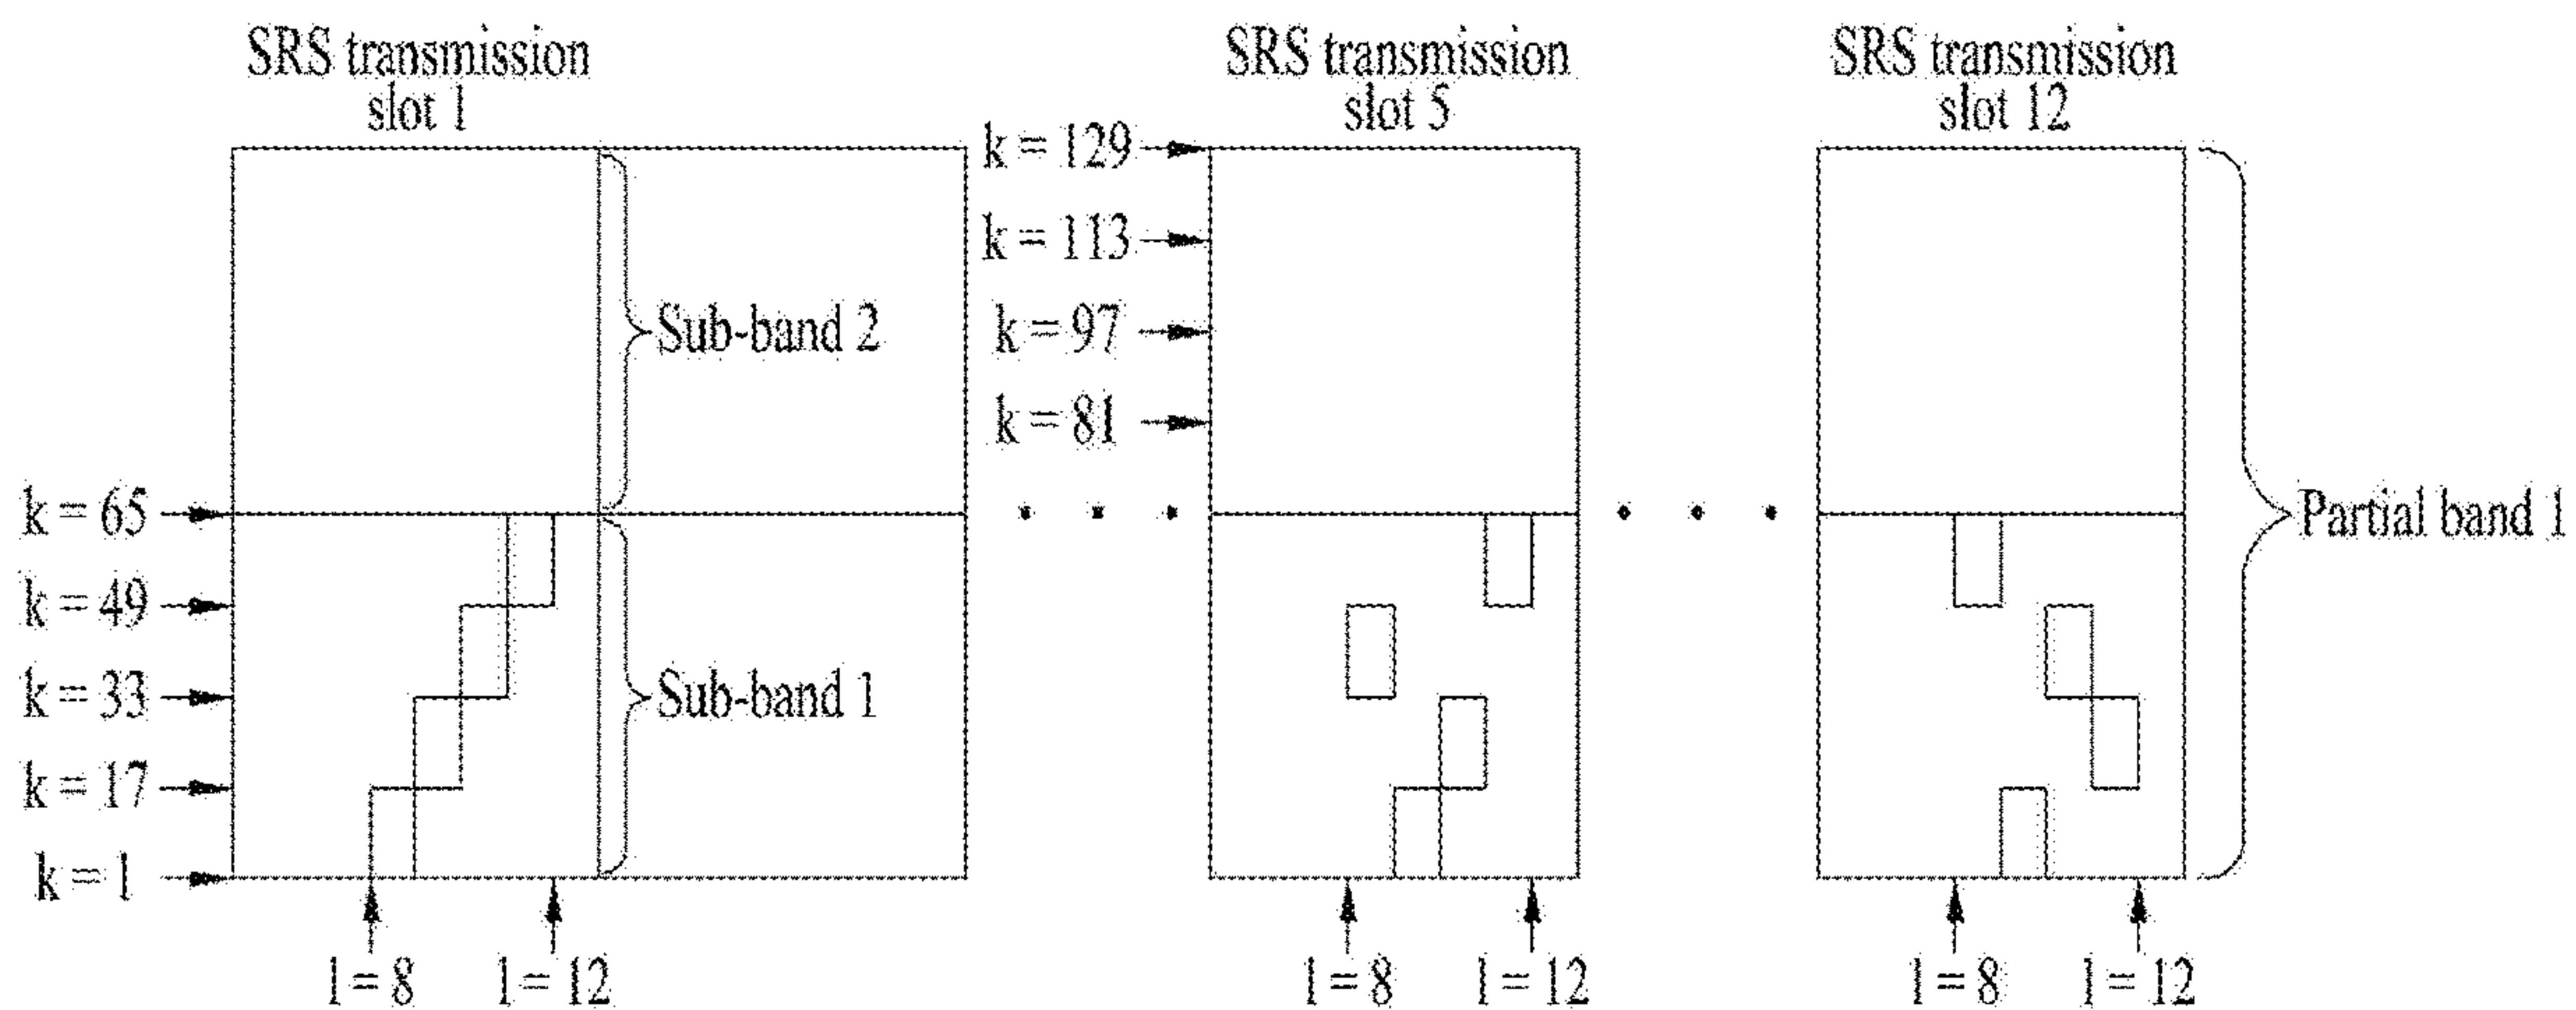 SRS transmission
slot 1
SRS transmission
slot 5
SRS transmission
slot 12
k = 129
k = 113
k = 97
k = 81
Sub-band 2
k = 65
k = 49
k = 33
k = 17
k = 1
Sub-band 1
Partial band 1
l = 8
l = 12
l = 8
l = 12
l = 8
l = 12